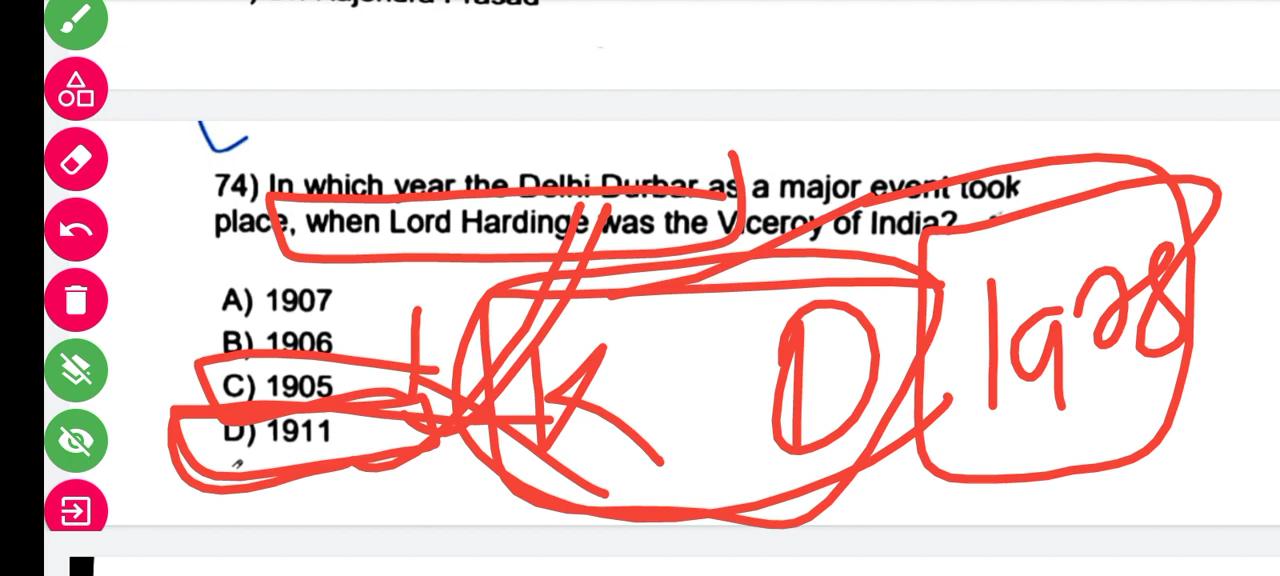 74) In which year the Delhi Durbar as a major event took
place, when Lord Hardinge was the Viceroy of India?
A) 1907
B) 1906
C) 1905
D) 1911
K D 1928